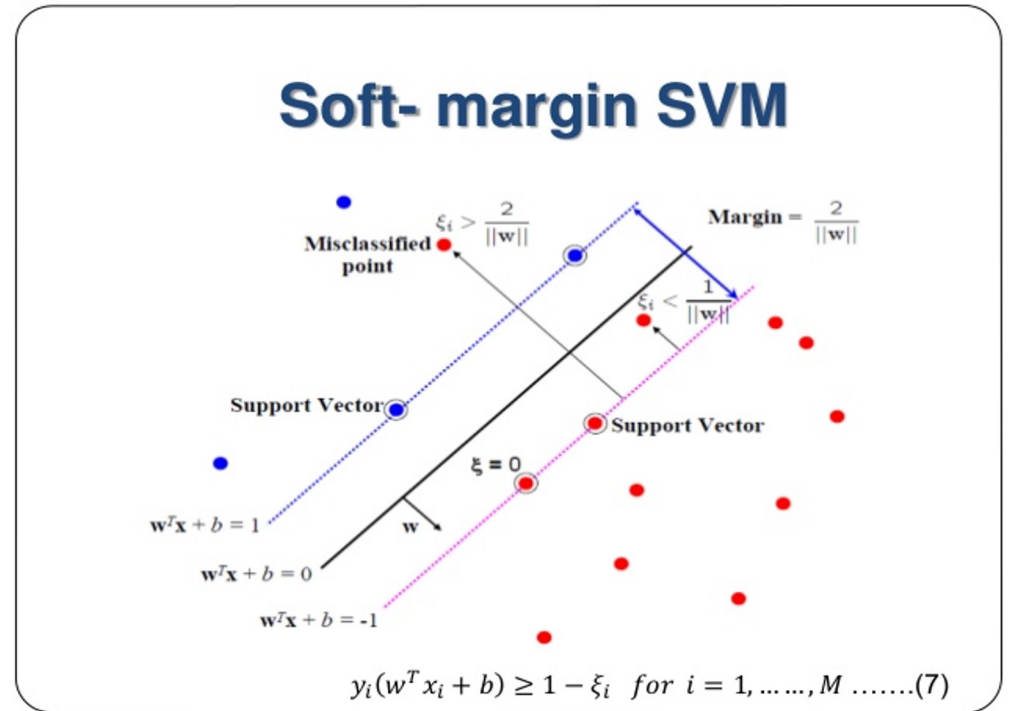 Soft- margin SVM
ξᵢ > 2/||w||
Margin = 2/||w||
Misclassified
point
ξᵢ < 1/||w||
Support Vector
Support Vector
ξ = 0
wᵀx + b = 1
w
wᵀx + b = 0
wᵀx + b = -1
yᵢ(wᵀxᵢ + b) ≥ 1 − ξᵢ for i = 1, ... ..., M .......(7)